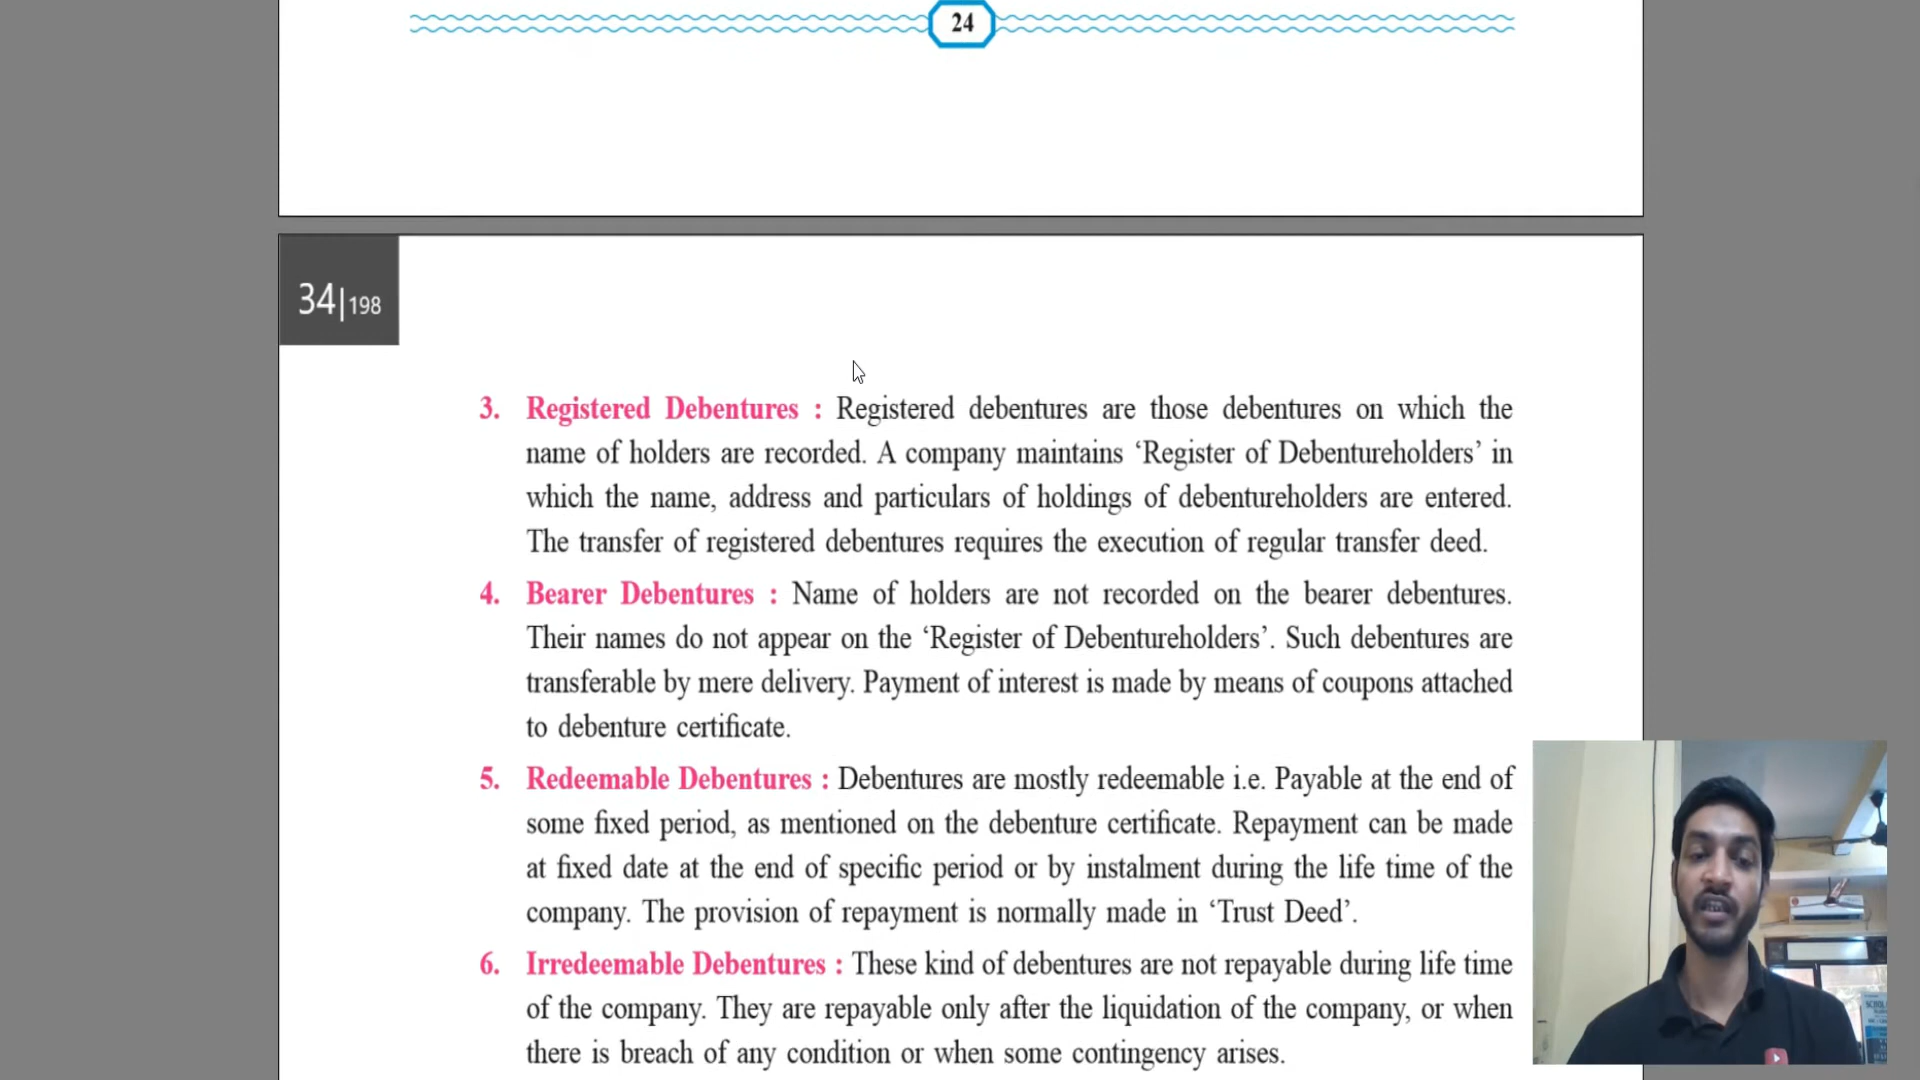 24
34|198
3. Registered Debentures : Registered debentures are those debentures on which the
name of holders are recorded. A company maintains ‘Register of Debentureholders’ in
which the name, address and particulars of holdings of debentureholders are entered.
The transfer of registered debentures requires the execution of regular transfer deed.
4. Bearer Debentures : Name of holders are not recorded on the bearer debentures.
Their names do not appear on the ‘Register of Debentureholders’. Such debentures are
transferable by mere delivery. Payment of interest is made by means of coupons attached
to debenture certificate.
5. Redeemable Debentures : Debentures are mostly redeemable i.e. Payable at the end of
some fixed period, as mentioned on the debenture certificate. Repayment can be made
at fixed date at the end of specific period or by instalment during the life time of the
company. The provision of repayment is normally made in ‘Trust Deed’.
6. Irredeemable Debentures : These kind of debentures are not repayable during life time
of the company. They are repayable only after the liquidation of the company, or when
there is breach of any condition or when some contingency arises.